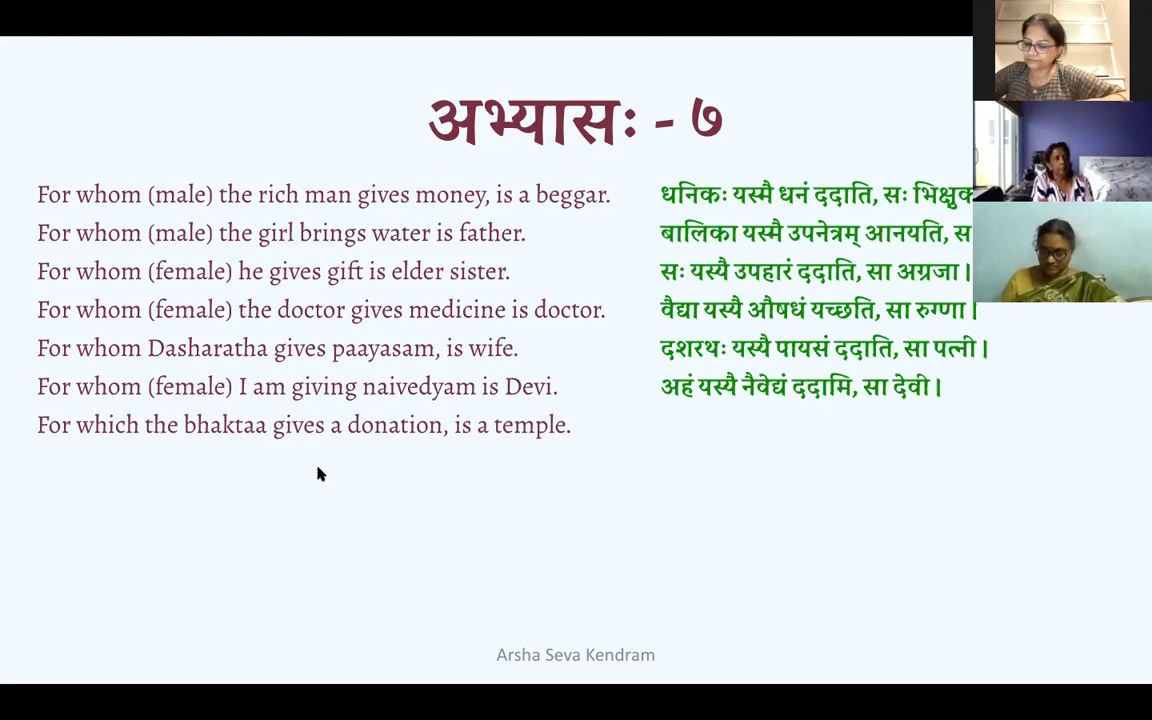 अभ्यासः - ७
For whom (male) the rich man gives money, is a beggar.
धनिकः यस्मै धनं ददाति, सः
For whom (male) the girl brings water is father.
बालिका यस्मै उपनेत्रम् आनयति,
For whom (female) he gives gift is elder sister.
सः यस्यै उपहारं ददाति, सा अग्रजा ।
For whom (female) the doctor gives medicine is doctor.
वैद्या यस्यै औषधं यच्छति, सा रुग्णा ।
For whom Dasharatha gives paayasam, is wife.
दशरथः यस्यै पायसं ददाति, सा पत्नी ।
For whom (female) I am giving naivedyam is Devi.
अहं यस्यै नैवेद्यं ददामि, सा देवी ।
For which the bhaktaa gives a donation, is a temple.
Arsha Seva Kendram